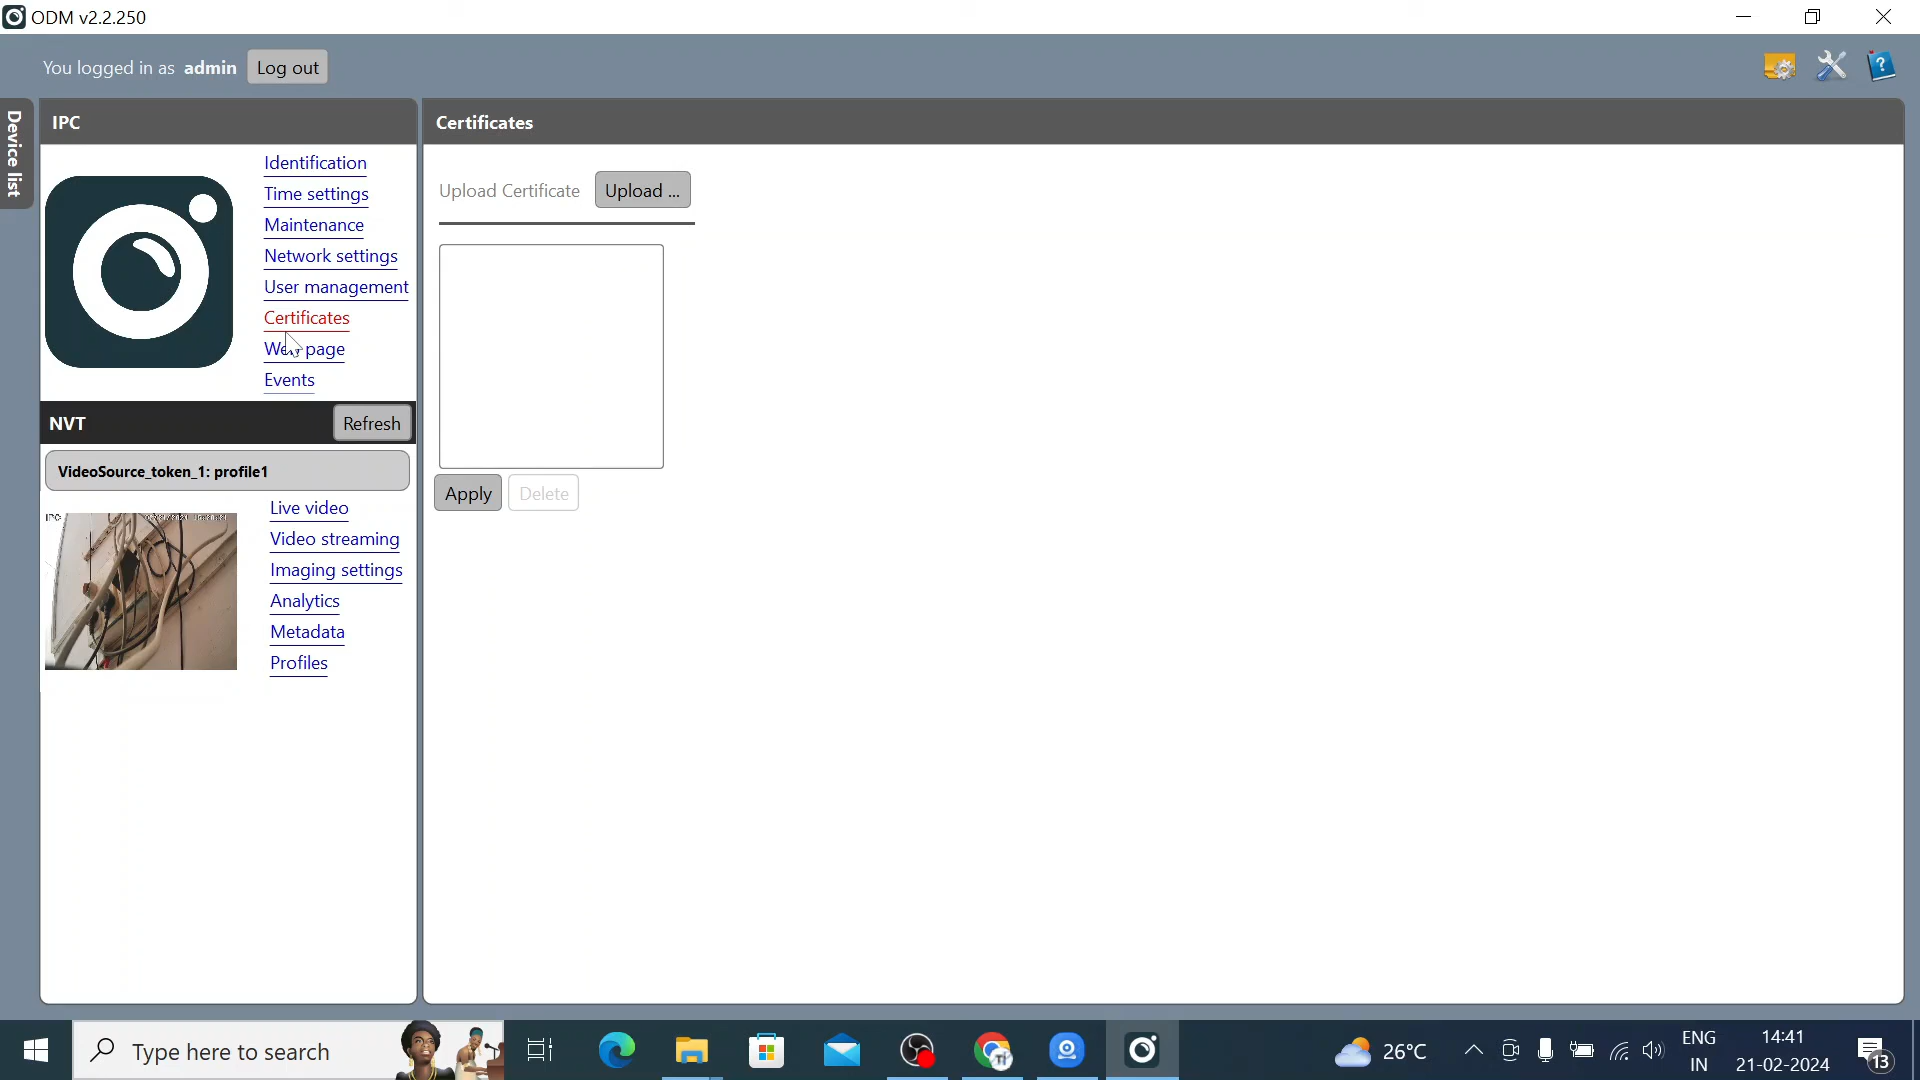 ODM v2.2.250
You logged in as admin
Log out
Device list
IPC
Identification
Time settings
Maintenance
Network settings
User management
Certificates
Web page
Events
NVT
Refresh
VideoSource_token_1: profile1
IPC
Live video
Video streaming
Imaging settings
Analytics
Metadata
Profiles
Certificates
Upload Certificate
Upload ...
Apply
Delete
Type here to search
26°C
ENG
IN
14:41
21-02-2024
13